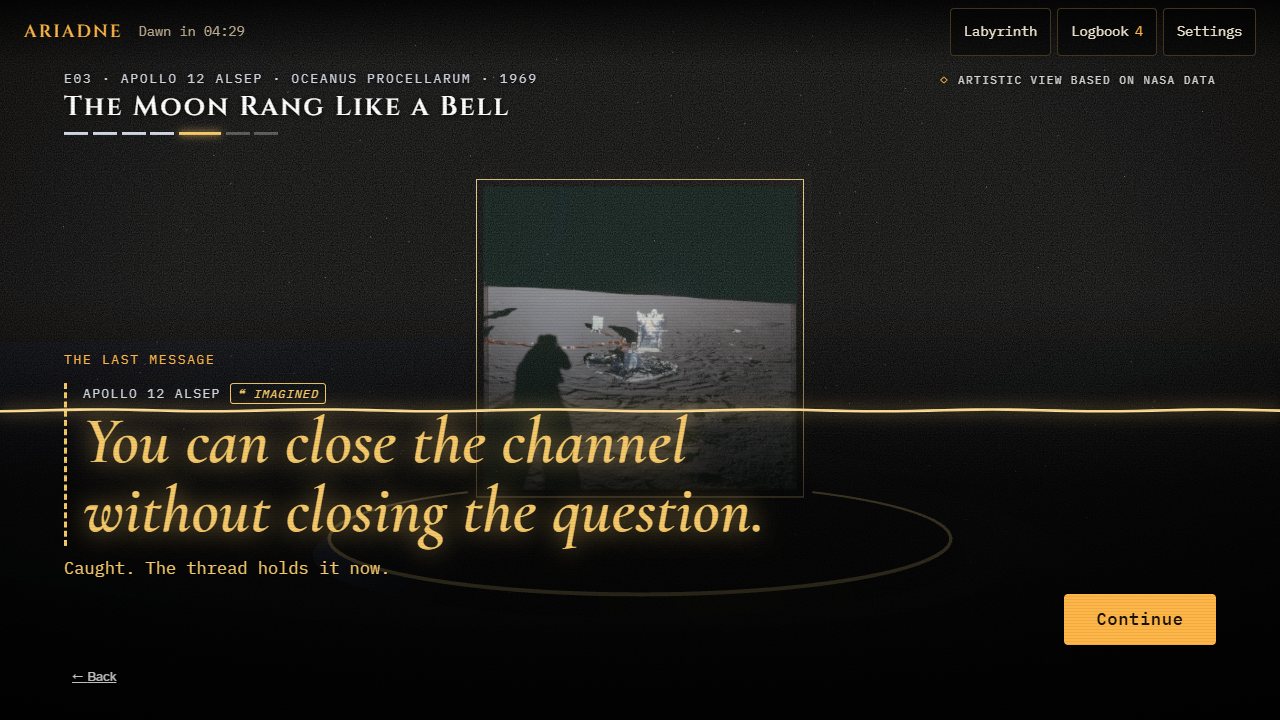 ARIADNE Dawn in 04:29 Labyrinth Logbook 4 Settings
E03 · APOLLO 12 ALSEP · OCEANUS PROCELLARUM · 1969
◇ ARTISTIC VIEW BASED ON NASA DATA
The Moon Rang Like a Bell
THE LAST MESSAGE
APOLLO 12 ALSEP ❝ IMAGINED
You can close the channel
without closing the question.
Caught. The thread holds it now.
Continue
← Back